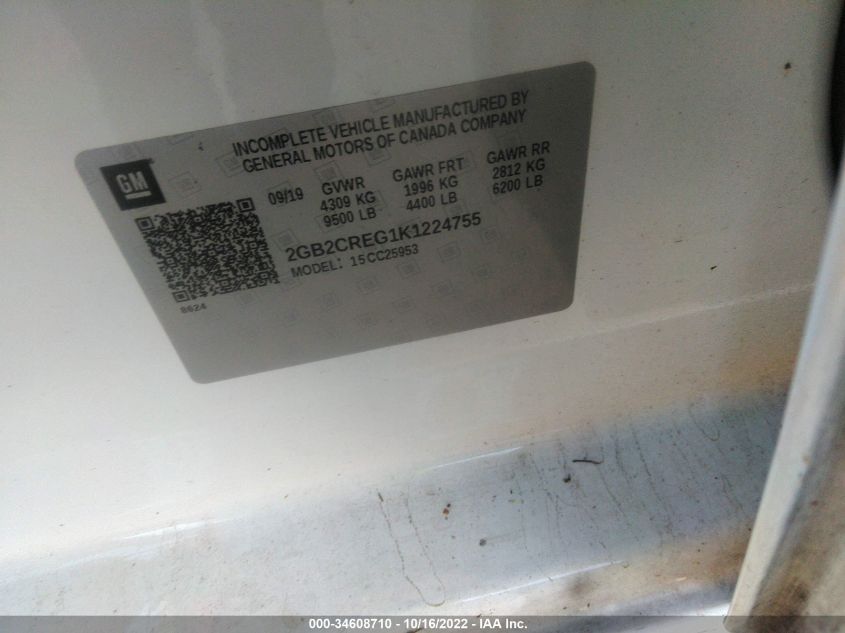 INCOMPLETE VEHICLE MANUFACTURED BY
GENERAL MOTORS OF CANADA COMPANY
GM
09/19 GVWR GAWR FRT GAWR RR
4309 KG 1996 KG 2812 KG
9500 LB 4400 LB 6200 LB
2GB2CREG1K1224755
MODEL: 15CC25953
8624
000-34608710 - 10/16/2022 - IAA Inc.